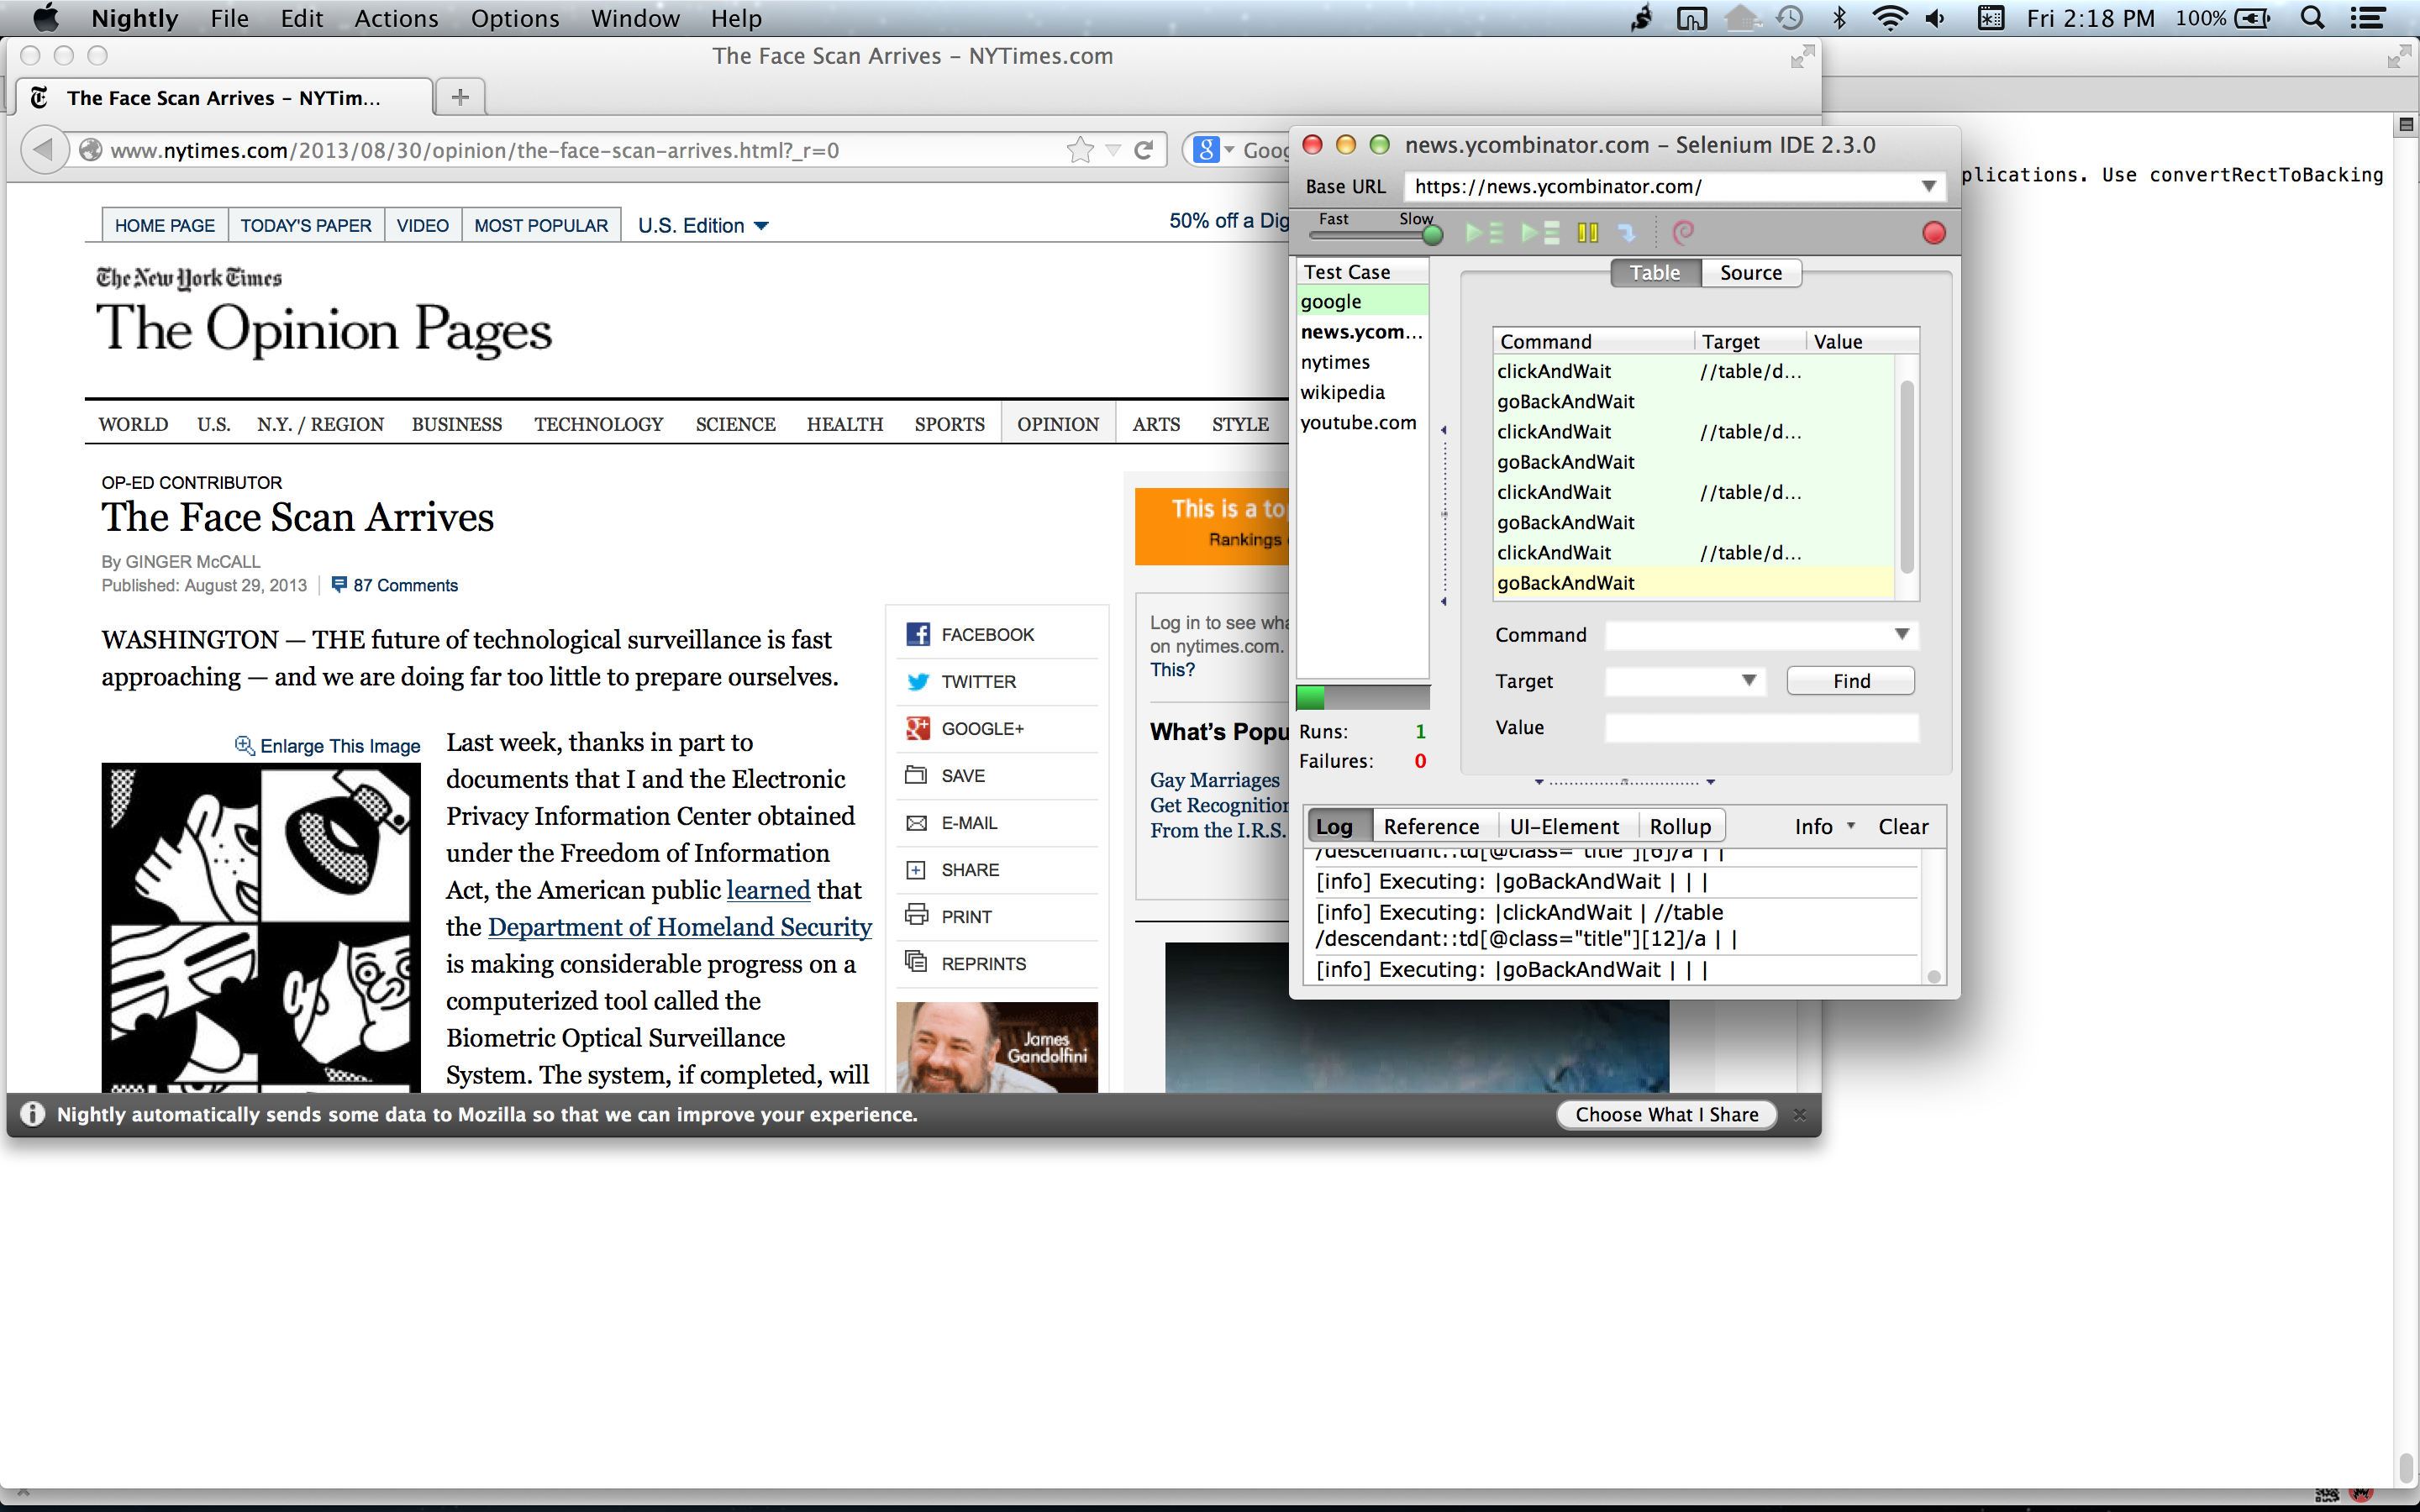 Nightly File Edit Actions Options Window Help
Fri 2:18 PM 100%
The Face Scan Arrives – NYTimes.com
The Face Scan Arrives – NYTim...
www.nytimes.com/2013/08/30/opinion/the-face-scan-arrives.html?_r=0
HOME PAGE TODAY'S PAPER VIDEO MOST POPULAR U.S. Edition
50% off a
The New York Times
The Opinion Pages
WORLD U.S. N.Y. / REGION BUSINESS TECHNOLOGY SCIENCE HEALTH SPORTS OPINION ARTS STYLE
OP-ED CONTRIBUTOR
The Face Scan Arrives
By GINGER McCALL
Published: August 29, 2013
87 Comments
WASHINGTON — THE future of technological surveillance is fast
approaching — and we are doing far too little to prepare ourselves.
Enlarge This Image
Last week, thanks in part to
documents that I and the Electronic
Privacy Information Center obtained
under the Freedom of Information
Act, the American public learned that
the Department of Homeland Security
is making considerable progress on a
computerized tool called the
Biometric Optical Surveillance
System. The system, if completed, will
FACEBOOK
TWITTER
GOOGLE+
SAVE
E-MAIL
SHARE
PRINT
REPRINTS
James
Gandolfini
This is a
Rankings
Log in to see
on nytimes.com.
This?
What's
Gay Marriages
Get Recognition
From the I.R.S.
Nightly automatically sends some data to Mozilla so that we can improve your experience.
Choose What I Share
news.ycombinator.com – Selenium IDE 2.3.0
Base URL https://news.ycombinator.com/
Fast Slow
Test Case
google
news.ycom...
nytimes
wikipedia
youtube.com
Runs: 1
Failures: 0
Table Source
Command Target Value
clickAndWait //table/d...
goBackAndWait
clickAndWait //table/d...
goBackAndWait
clickAndWait //table/d...
goBackAndWait
clickAndWait //table/d...
goBackAndWait
Command
Target Find
Value
Log Reference UI-Element Rollup Info Clear
/descendant::td[@class="title"][6]/a | |
[info] Executing: |goBackAndWait | | |
[info] Executing: |clickAndWait | //table
/descendant::td[@class="title"][12]/a | |
[info] Executing: |goBackAndWait | | |
plications. Use convertRectToBacking